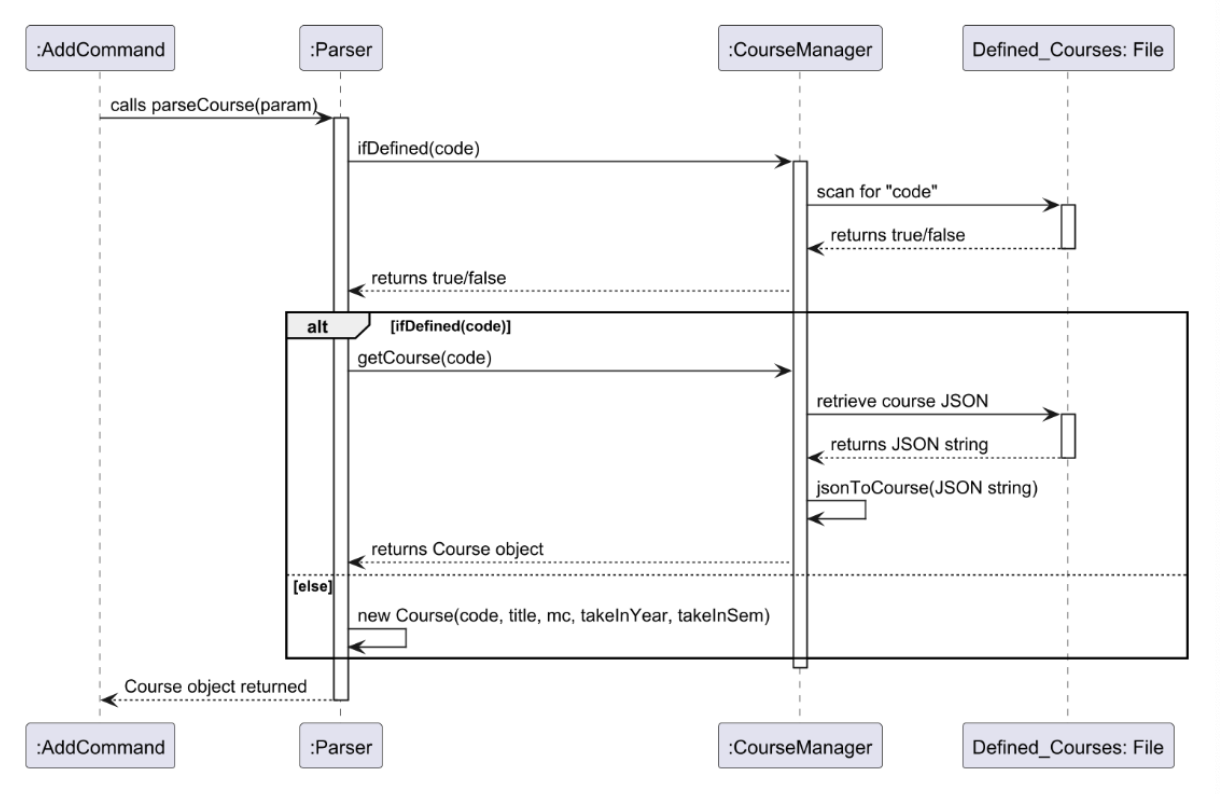 :AddCommand
:Parser
:CourseManager
Defined_Courses: File
calls parseCourse(param)
ifDefined(code)
scan for "code"
returns true/false
returns true/false
alt
[ifDefined(code)]
getCourse(code)
retrieve course JSON
returns JSON string
jsonToCourse(JSON string)
returns Course object
[else]
new Course(code, title, mc, takeInYear, takeInSem)
Course object returned
:AddCommand
:Parser
:CourseManager
Defined_Courses: File